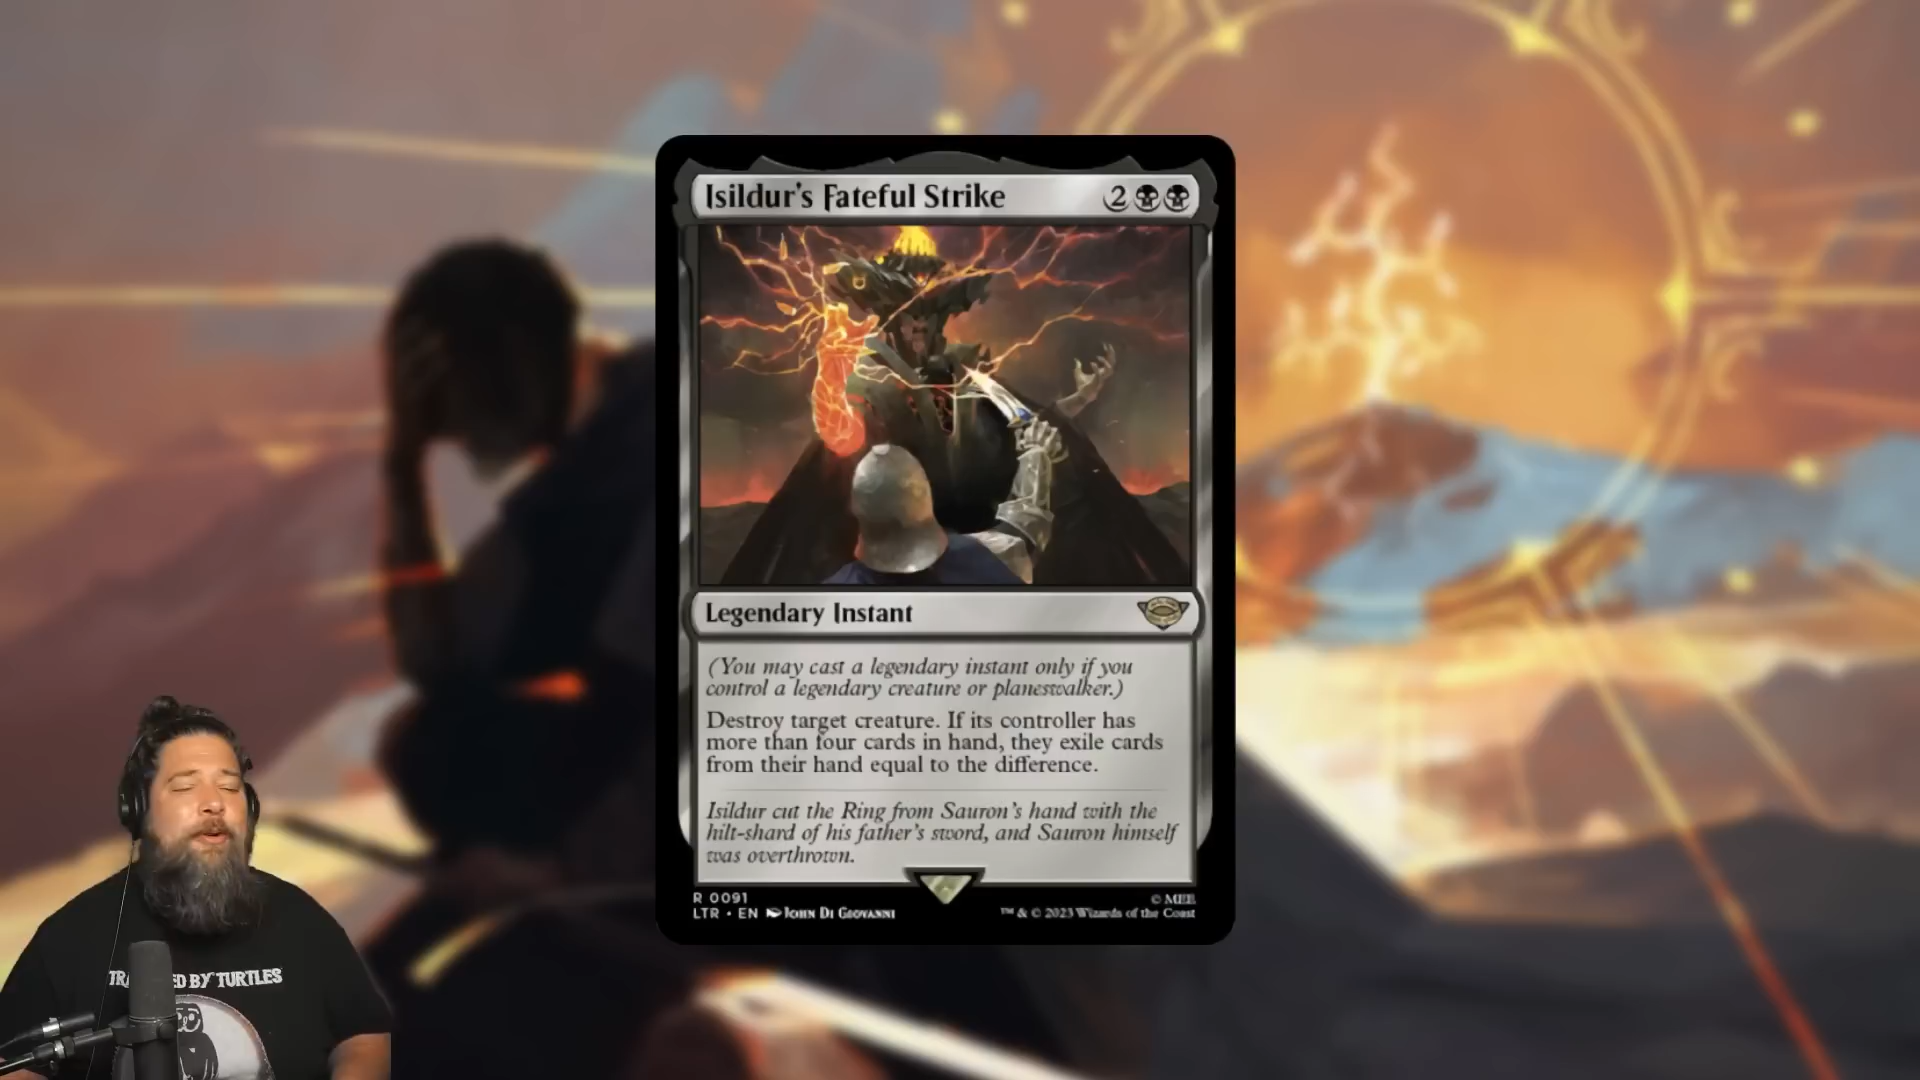 Isildur's Fateful Strike 2
Legendary Instant
(You may cast a legendary instant only if you
control a legendary creature or planeswalker.)
Destroy target creature. If its controller has
more than four cards in hand, they exile cards
from their hand equal to the difference.
Isildur cut the Ring from Sauron's hand with the
hilt-shard of his father's sword, and Sauron himself
was overthrown.
R 0091
LTR • EN John Di Giovanni
© MEE
™ & © 2023 Wizards of the Coast
BY TURTLES